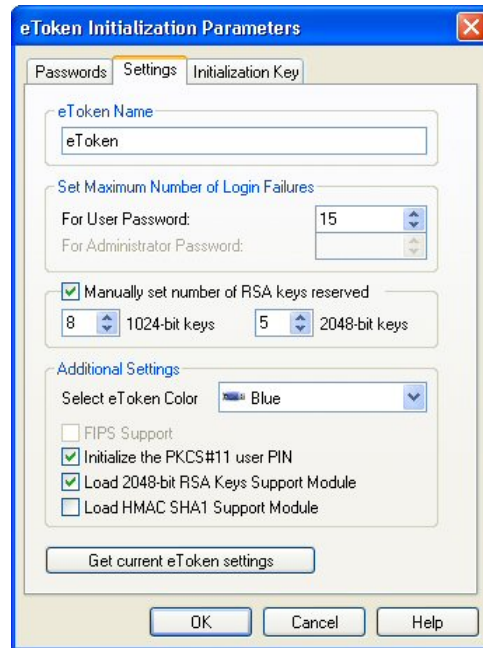 eToken Initialization Parameters
Passwords Settings Initialization Key
eToken Name
eToken
Set Maximum Number of Login Failures
For User Password: 15
For Administrator Password:
Manually set number of RSA keys reserved
8 1024-bit keys 5 2048-bit keys
Additional Settings
Select eToken Color Blue
FIPS Support
Initialize the PKCS#11 user PIN
Load 2048-bit RSA Keys Support Module
Load HMAC SHA1 Support Module
Get current eToken settings
OK Cancel Help